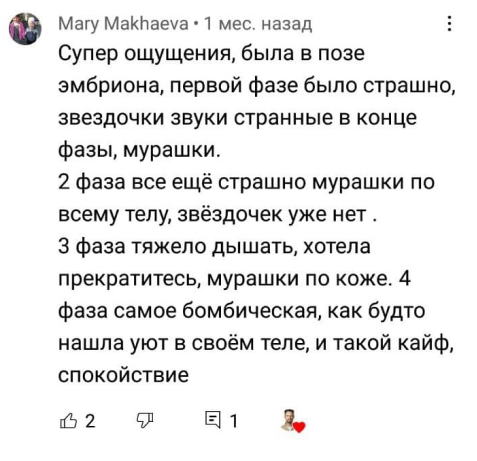 Mary Makhaeva • 1 мес. назад
Супер ощущения, была в позе
эмбриона, первой фазе было страшно,
звездочки звуки странные в конце
фазы, мурашки.
2 фаза все ещё страшно мурашки по
всему телу, звёздочек уже нет .
3 фаза тяжело дышать, хотела
прекратитесь, мурашки по коже. 4
фаза самое бомбическая, как будто
нашла уют в своём теле, и такой кайф,
спокойствие
2 1